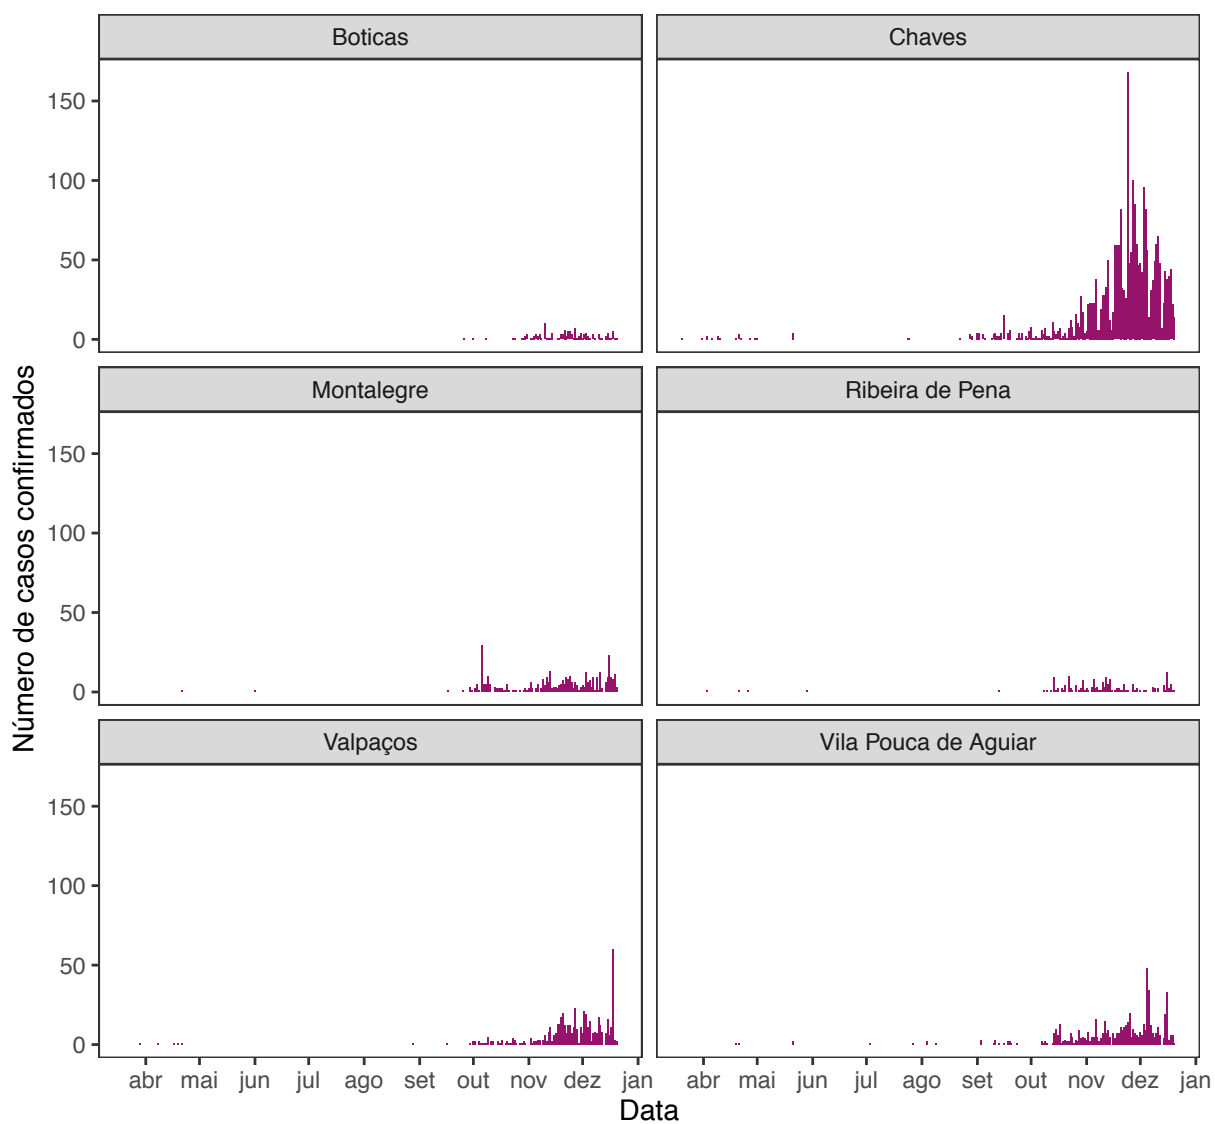 Boticas
Chaves
150
100
50
0
Montalegre
Ribeira de Pena
150
100
50
0
Valpaços
Vila Pouca de Aguiar
150
100
50
0
abr mai jun jul ago set out nov dez jan
abr mai jun jul ago set out nov dez jan
Data
Número de casos confirmados